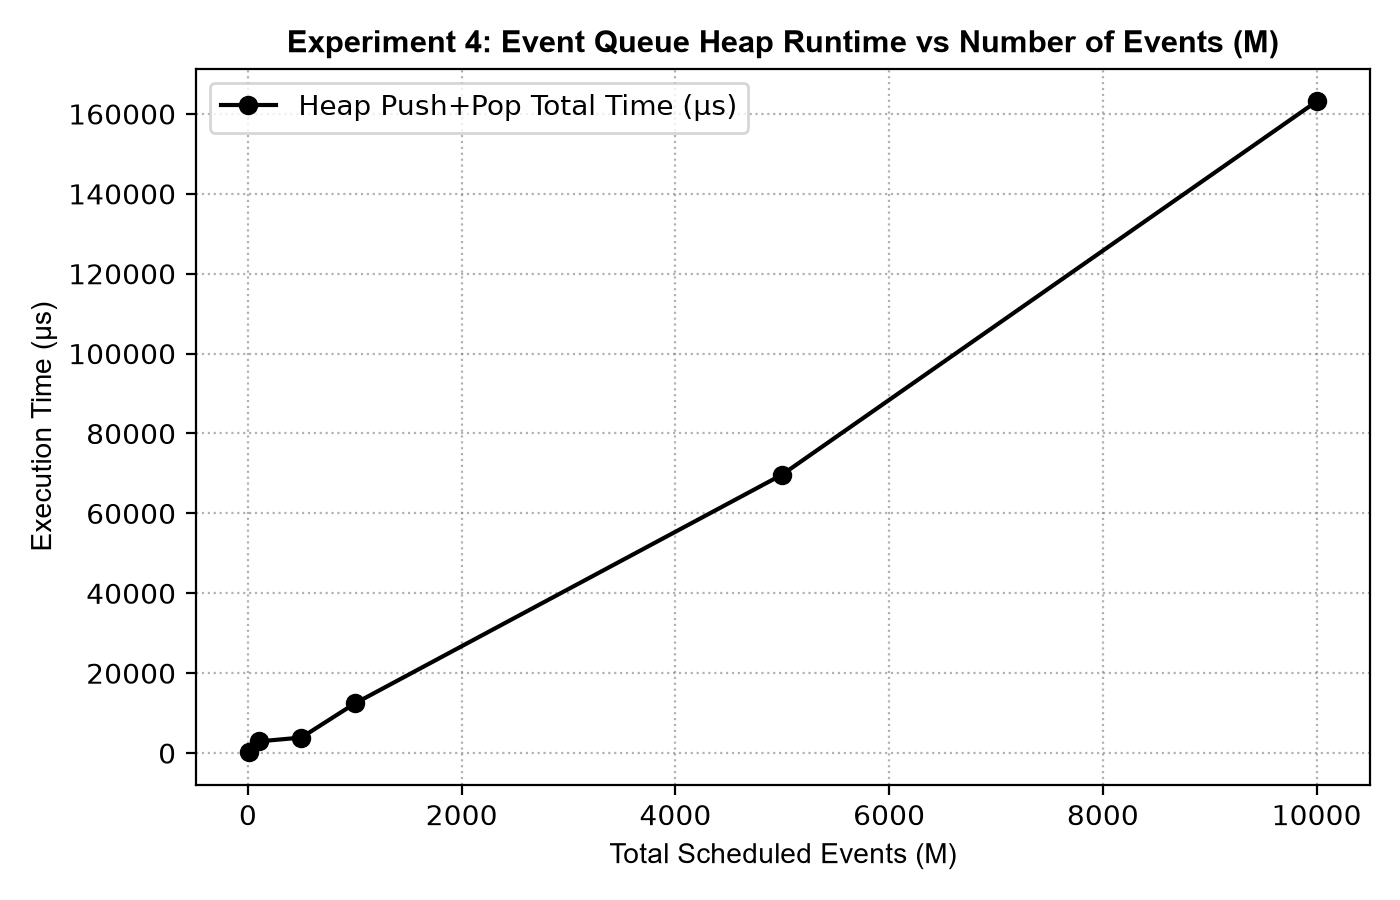 Experiment 4: Event Queue Heap Runtime vs Number of Events (M)
Heap Push+Pop Total Time (µs)
160000
140000
120000
100000
80000
60000
40000
20000
0
Execution Time (µs)
0 2000 4000 6000 8000 10000
Total Scheduled Events (M)